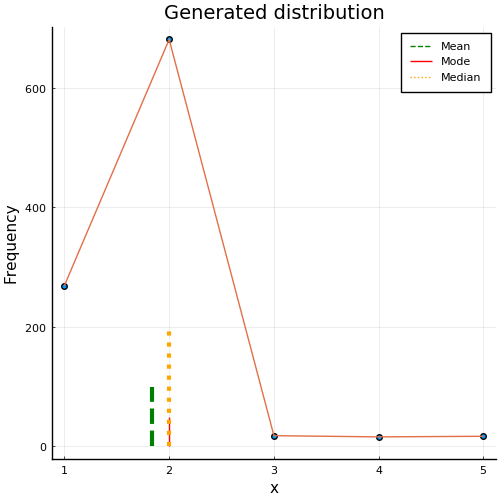 Generated distribution
Mean
Mode
Median
600
400
200
0
Frequency
1 2 3 4 5
x